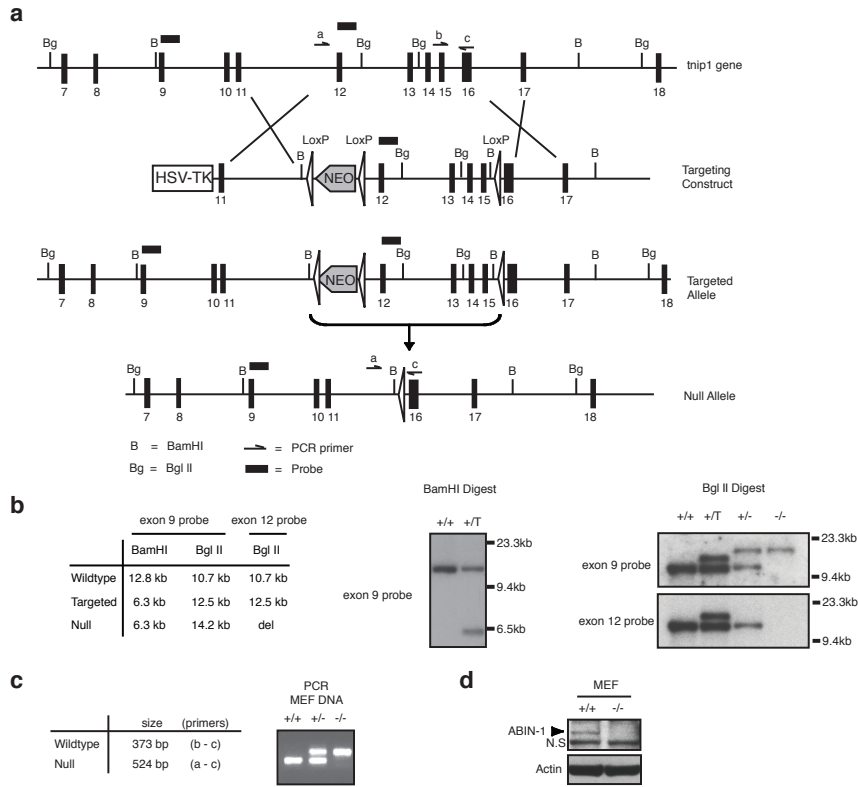 a
a b c
Bg B Bg Bg B Bg
tnip1 gene
7 8 9 10 11 12 13 14 15 16 17 18
LoxP LoxP LoxP
B Bg Bg B B
HSV-TK NEO
Targeting
Construct
11 12 13 14 15 16 17
Bg B B Bg Bg B B Bg
NEO
Targeted
Allele
7 8 9 10 11 12 13 14 15 16 17 18
a c
Bg B B B Bg
Null Allele
7 8 9 10 11 16 17 18
B = BamHI = PCR primer
Bg = Bgl II = Probe
b
exon 9 probe exon 12 probe
BamHI Bgl II Bgl II
Wildtype 12.8 kb 10.7 kb 10.7 kb
Targeted 6.3 kb 12.5 kb 12.5 kb
Null 6.3 kb 14.2 kb del
BamHI Digest
+/+ +/T
exon 9 probe
23.3kb
9.4kb
6.5kb
Bgl II Digest
+/+ +/T +/- -/-
exon 9 probe
23.3kb
9.4kb
exon 12 probe
23.3kb
9.4kb
c
size (primers)
Wildtype 373 bp (b - c)
Null 524 bp (a - c)
PCR
MEF DNA
+/+ +/- -/-
d
MEF
+/+ -/-
ABIN-1
N.S
Actin